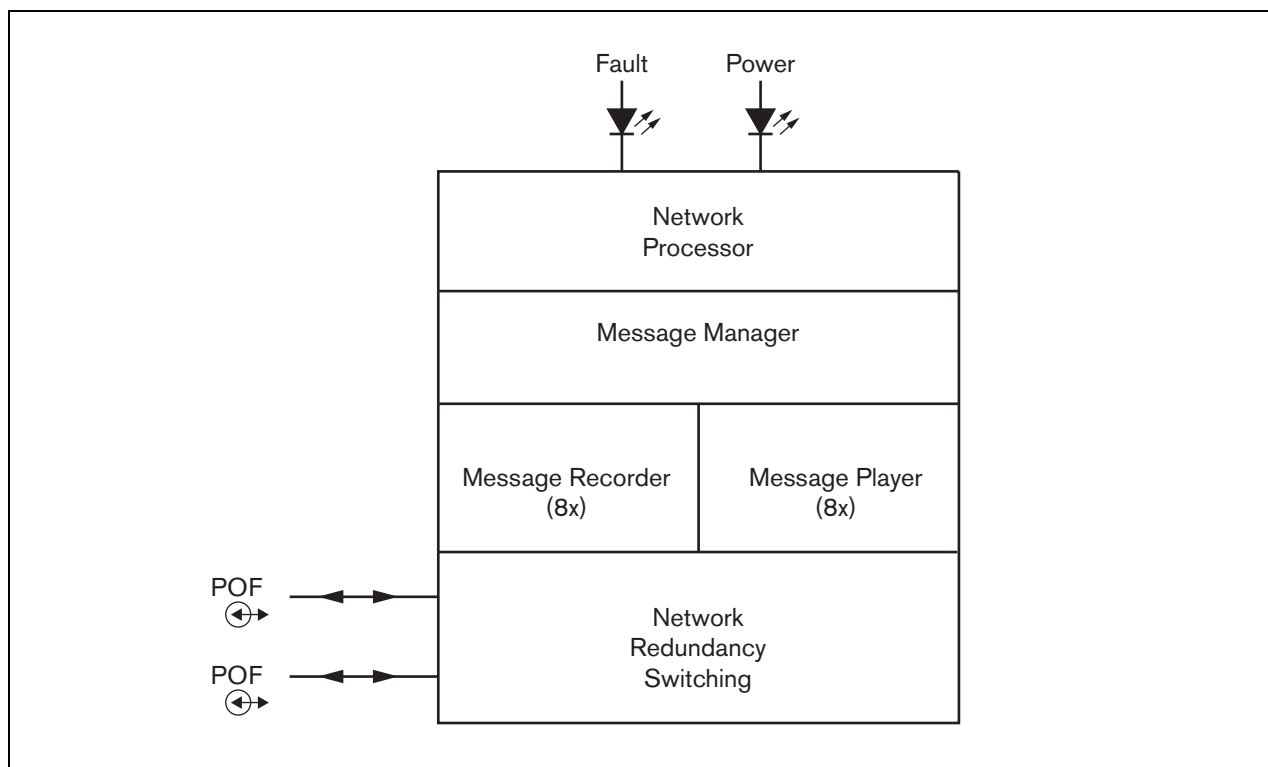 Fault
Power
Network
Processor
Message Manager
Message Recorder
(8x)
Message Player
(8x)
POF
POF
Network
Redundancy
Switching